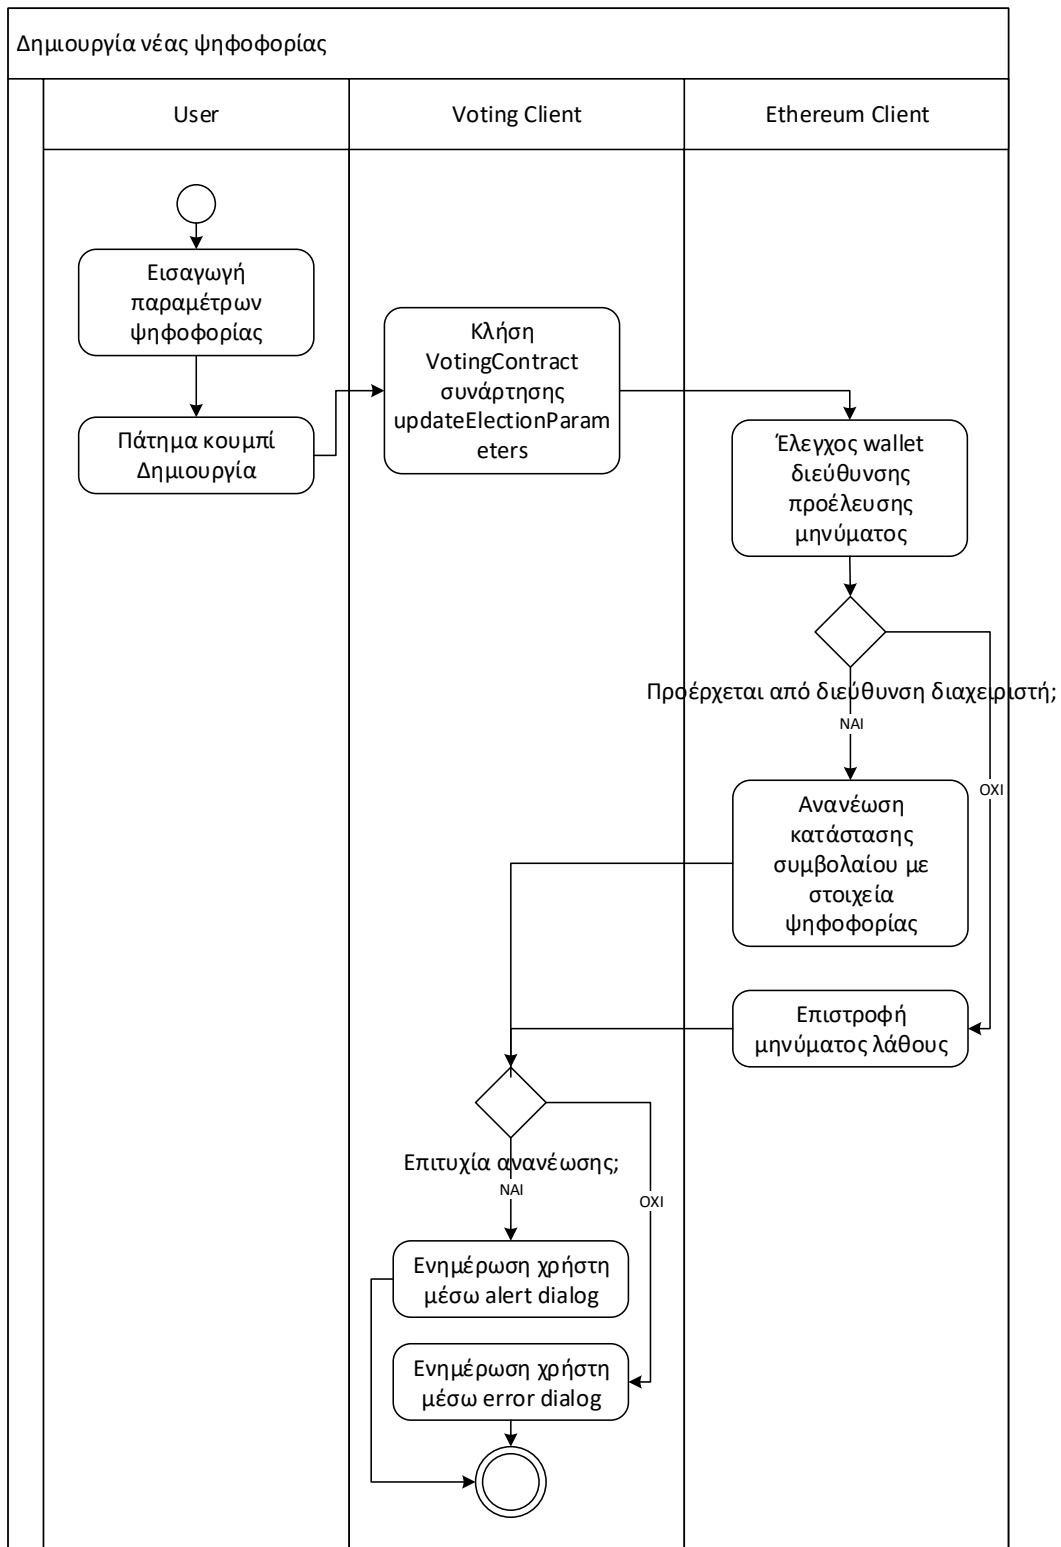 Δημιουργία νέας ψηφοφορίας
User
Voting Client
Ethereum Client
Εισαγωγή
παραμέτρων
ψηφοφορίας
Πάτημα κουμπί
Δημιουργία
Κλήση
VotingContract
συνάρτησης
updateElectionParam
eters
Έλεγχος wallet
διεύθυνσης
προέλευσης
μηνύματος
Προέρχεται από διεύθυνση διαχειριστή;
ΝΑΙ
ΟΧΙ
Ανανέωση
κατάστασης
συμβολαίου με
στοιχεία
ψηφοφορίας
Επιστροφή
μηνύματος λάθους
Επιτυχία ανανέωσης;
ΝΑΙ
ΟΧΙ
Ενημέρωση χρήστη
μέσω alert dialog
Ενημέρωση χρήστη
μέσω error dialog